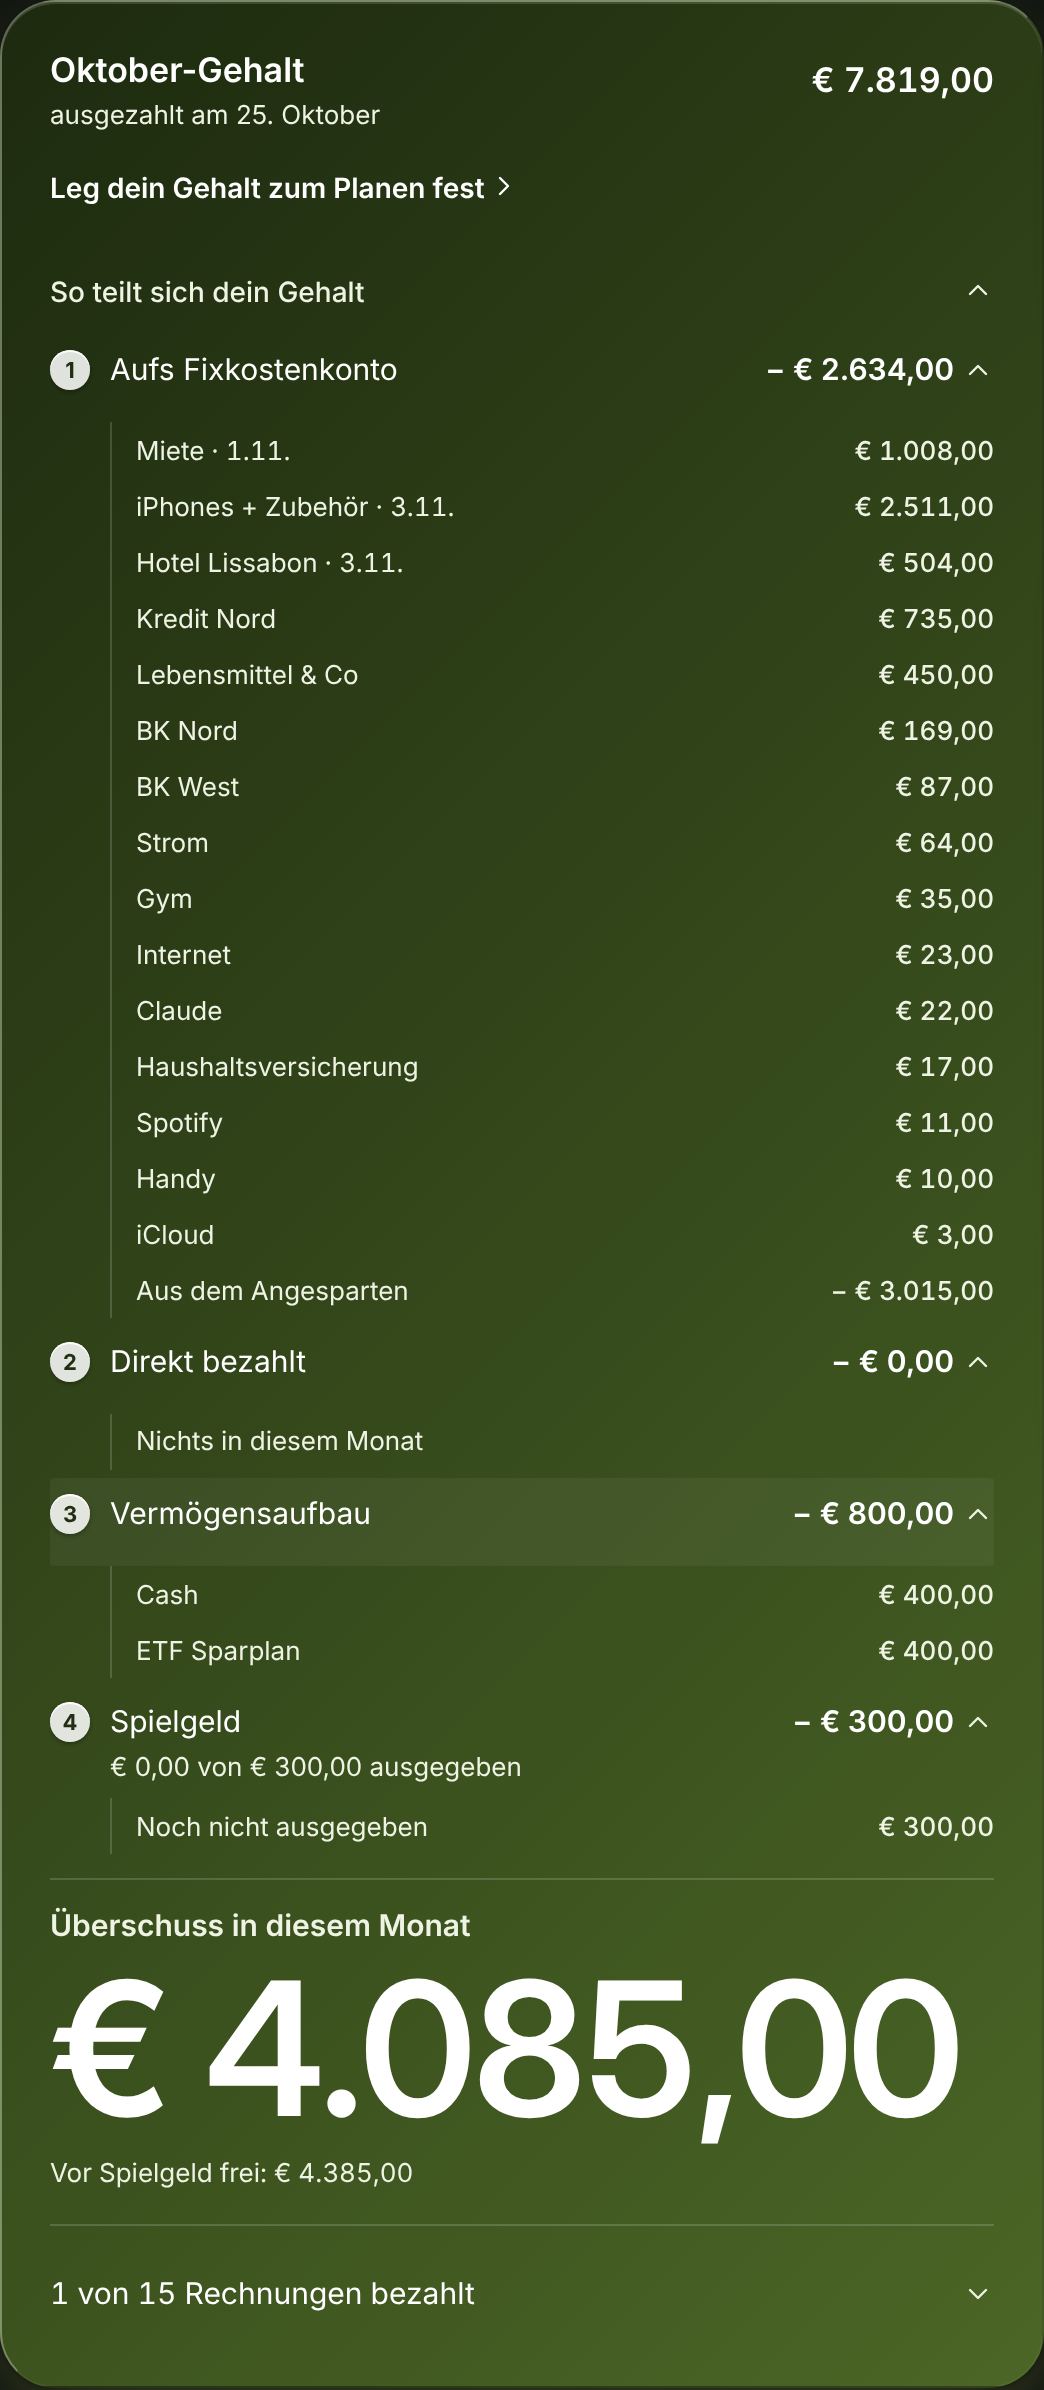 Oktober-Gehalt € 7.819,00
ausgezahlt am 25. Oktober
Leg dein Gehalt zum Planen fest
So teilt sich dein Gehalt
1 Aufs Fixkostenkonto – € 2.634,00
Miete · 1.11. € 1.008,00
iPhones + Zubehör · 3.11. € 2.511,00
Hotel Lissabon · 3.11. € 504,00
Kredit Nord € 735,00
Lebensmittel & Co € 450,00
BK Nord € 169,00
BK West € 87,00
Strom € 64,00
Gym € 35,00
Internet € 23,00
Claude € 22,00
Haushaltsversicherung € 17,00
Spotify € 11,00
Handy € 10,00
iCloud € 3,00
Aus dem Angesparten – € 3.015,00
2 Direkt bezahlt – € 0,00
Nichts in diesem Monat
3 Vermögensaufbau – € 800,00
Cash € 400,00
ETF Sparplan € 400,00
4 Spielgeld – € 300,00
€ 0,00 von € 300,00 ausgegeben
Noch nicht ausgegeben € 300,00
Überschuss in diesem Monat
€ 4.085,00
Vor Spielgeld frei: € 4.385,00
1 von 15 Rechnungen bezahlt